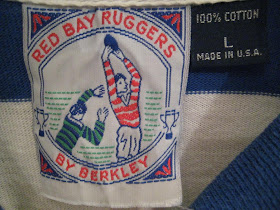 RED BAY RUGGERS
BY BERKLEY
100% COTTON
L
MADE IN U.S.A.